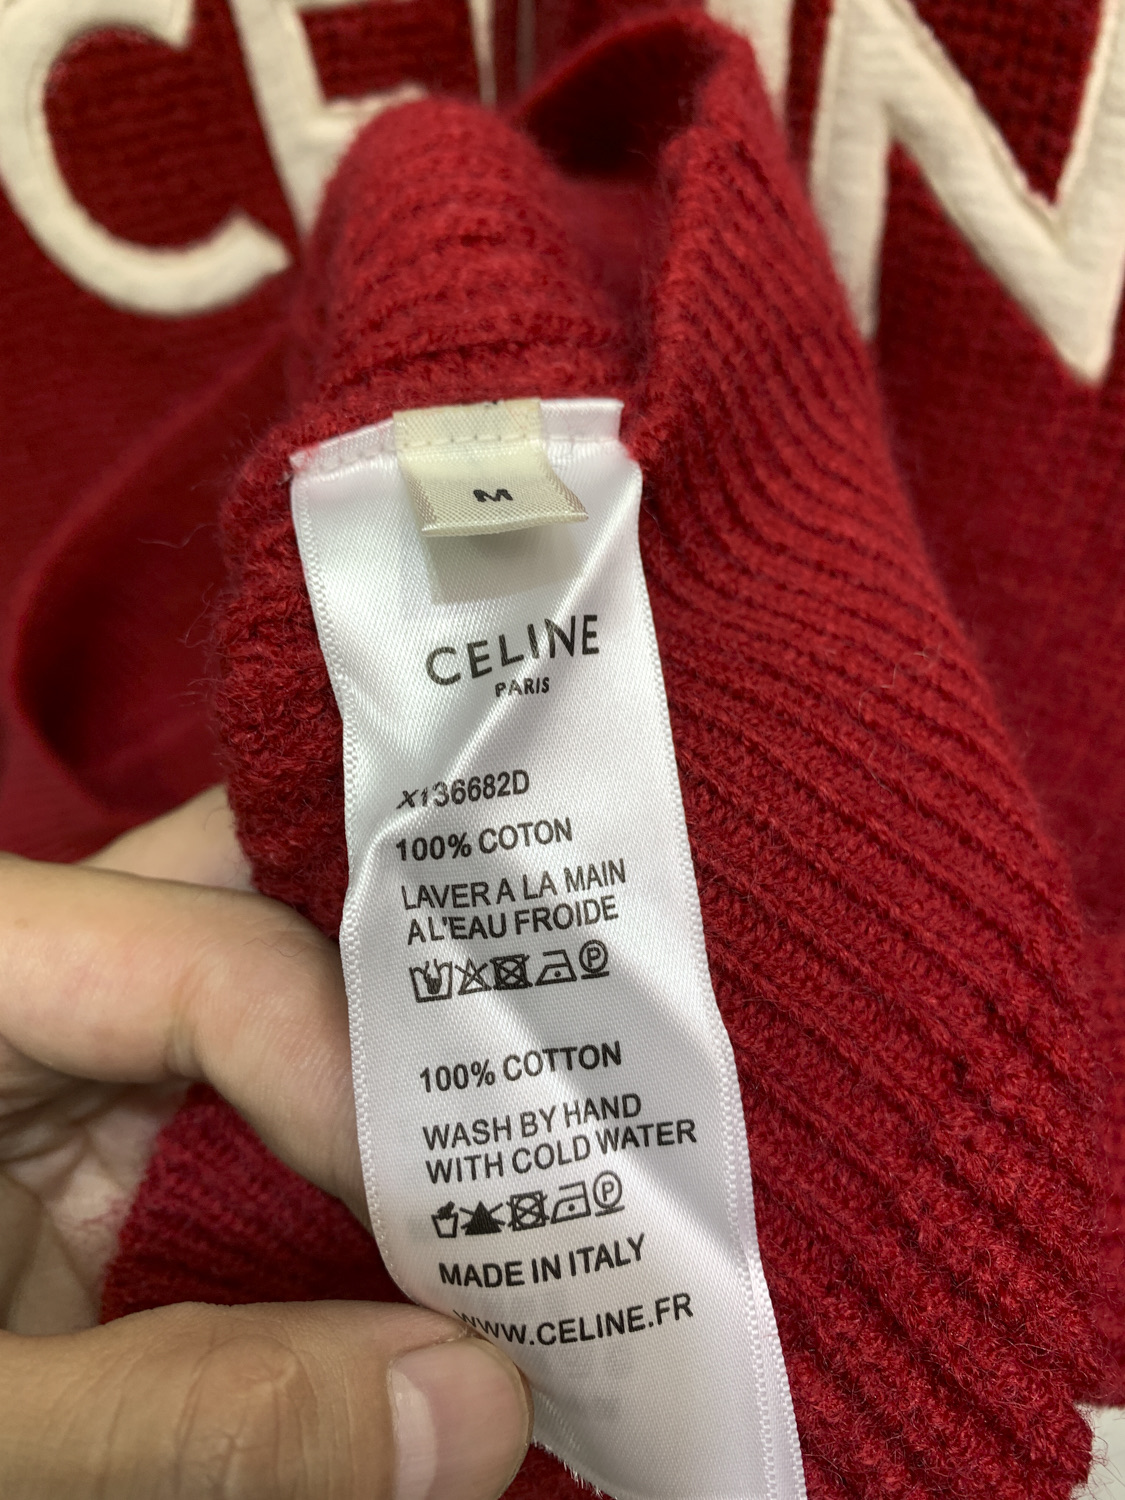 CELIN
M
CELINE
PARIS
X136682D
100% COTON
LAVER A LA MAIN
A L'EAU FROIDE
P
100% COTTON
WASH BY HAND
WITH COLD WATER
P
MADE IN ITALY
WWW.CELINE.FR